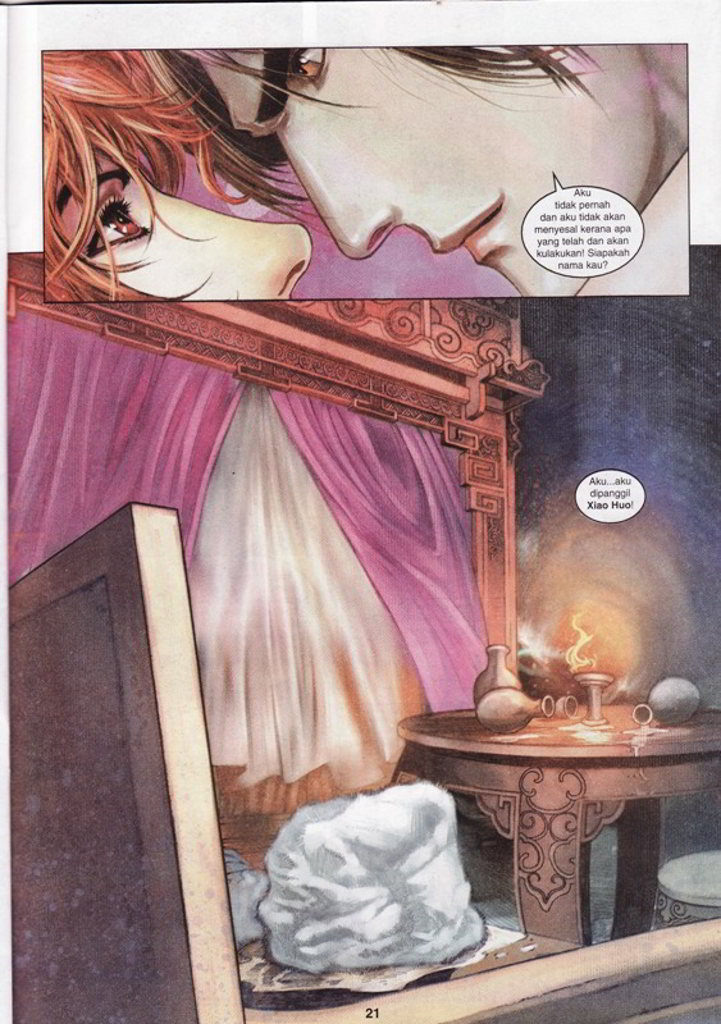 Aku
tidak pernah
dan aku tidak akan
menyesal kerana apa
yang telah dan akan
kulakukan! Siapakah
nama kau?
Aku...aku
dipanggil
Xiao Huo!
21